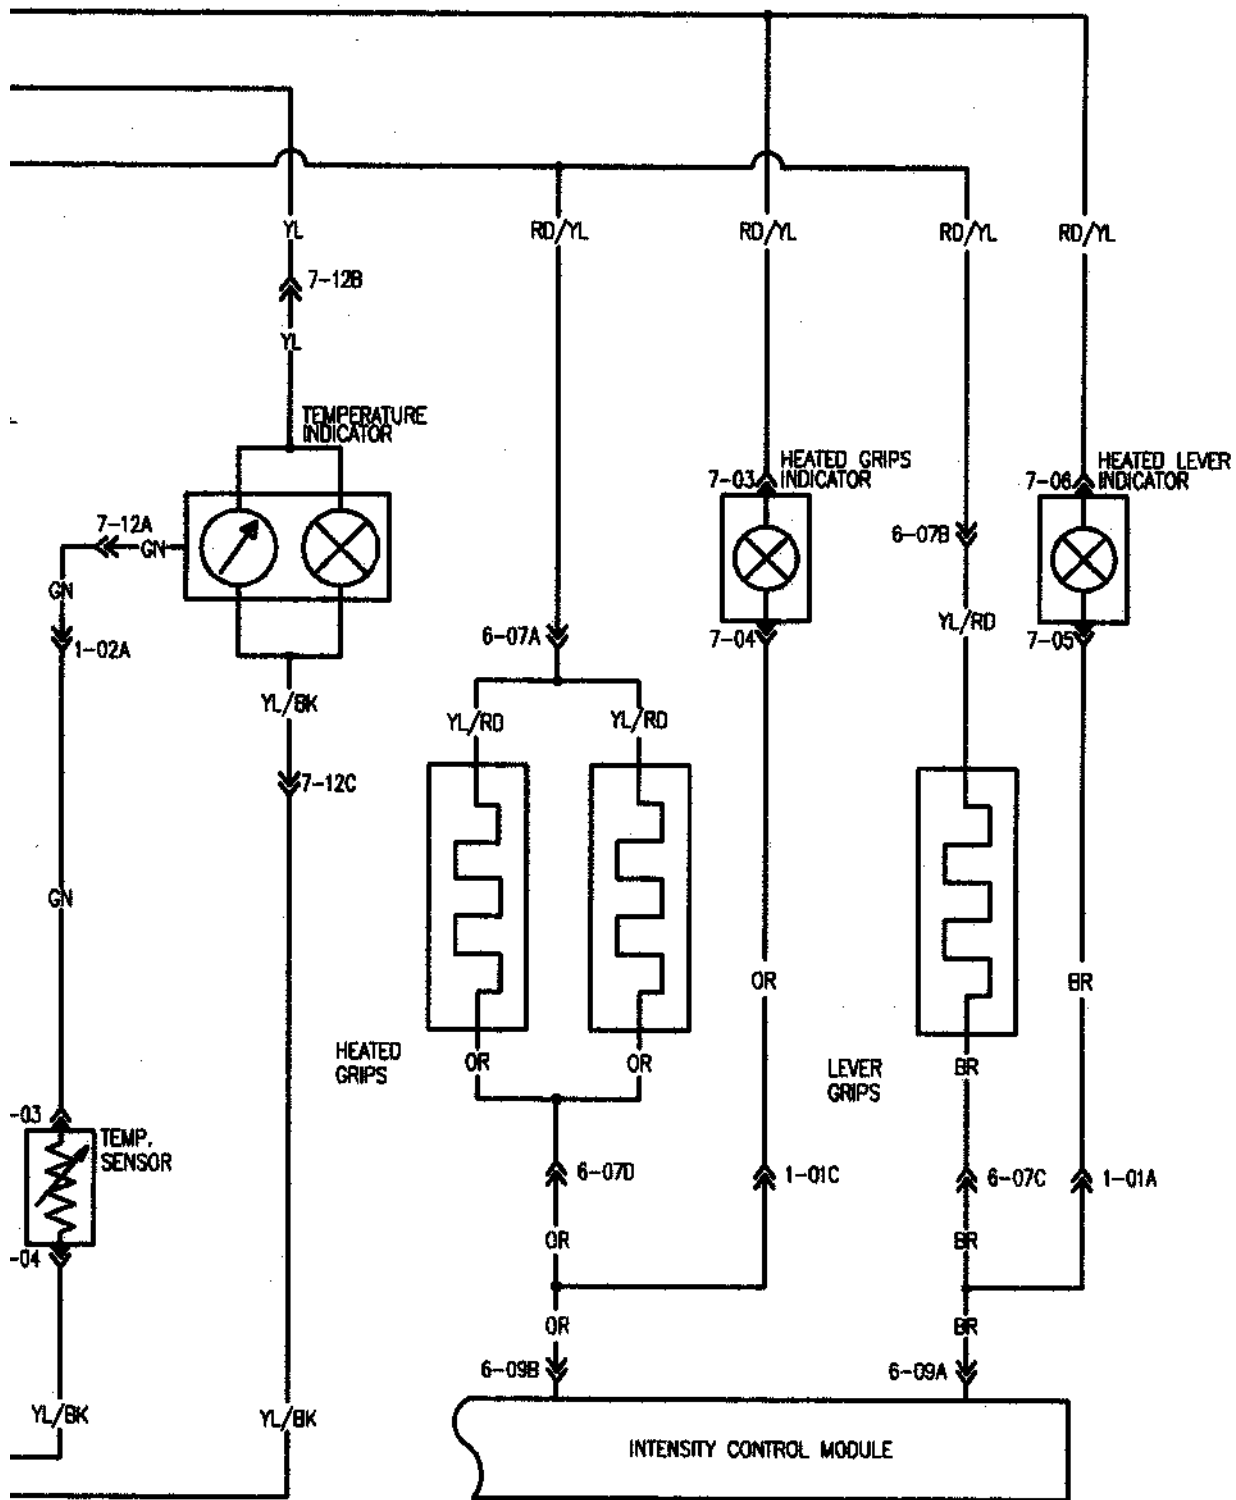 RD/YL
RD/YL
RD/YL
RD/YL
YL
7-12B
YL
TEMPERATURE
INDICATOR
HEATED GRIPS
INDICATOR
7-03
HEATED LEVER
INDICATOR
7-06
7-12A
GN
6-07B
GN
YL/RD
1-02A
6-07A
7-04
7-05
YL/BK
YL/RD
YL/RD
7-12C
GN
OR
BR
HEATED
GRIPS
OR
OR
LEVER
GRIPS
BR
-03
TEMP.
SENSOR
6-07D
1-01C
6-07C
1-01A
-04
OR
BR
OR
BR
6-09B
6-09A
YL/BK
YL/BK
INTENSITY CONTROL MODULE